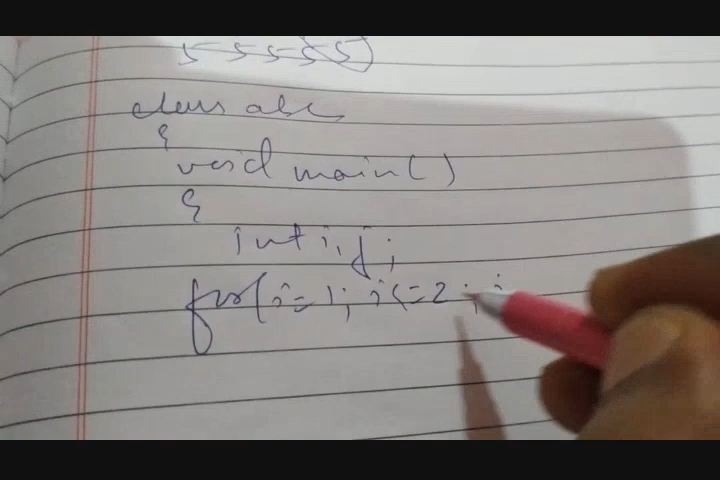 5 5 5 5 5)
class abc
{
void main()
{
int i, j;
for(i=1; i<=2; i